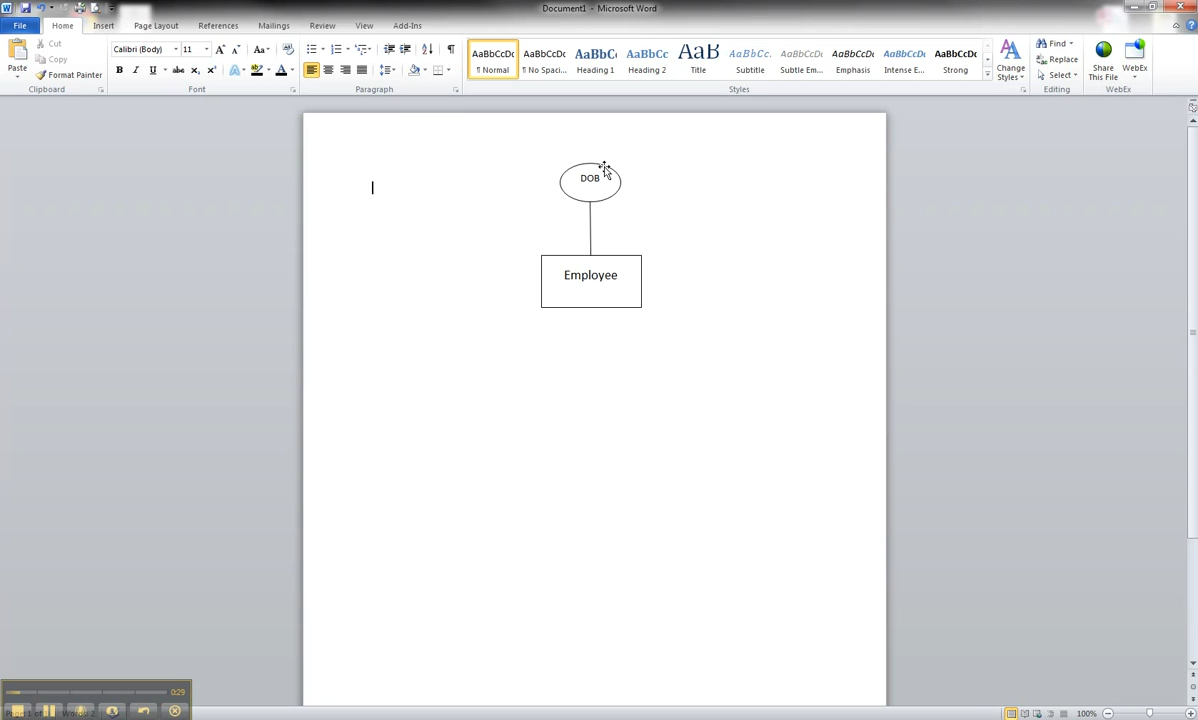 Document1 - Microsoft Word
File Home Insert Page Layout References Mailings Review View Add-Ins
Paste
Cut
Copy
Format Painter
Clipboard
Calibri (Body) 11
Font
Paragraph
AaBbCcDc AaBbCcDc AaBbC AaBbCc AaB AaBbCc. AaBbCcDc AaBbCcDc AaBbCcDc AaBbCcDc
¶ Normal ¶ No Spaci... Heading 1 Heading 2 Title Subtitle Subtle Em... Emphasis Intense E... Strong
Styles
Change
Styles
Find
Replace
Select
Editing
Share
This File
WebEx
WebEx
DOB
Employee
0:29
100%